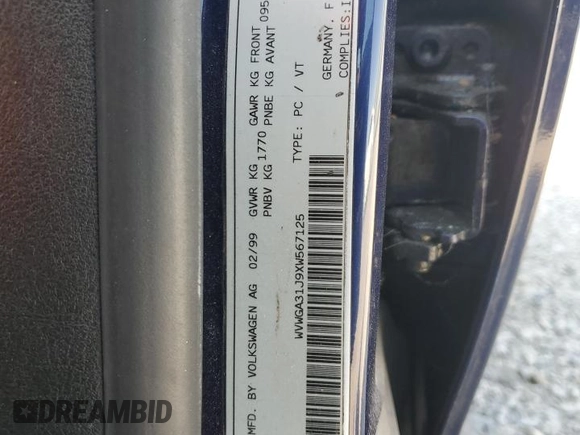 MFD. BY VOLKSWAGEN AG 02/99 GVWR KG 1770 GAWR KG FRONT 095
PNBV KG PNBE KG AVANT
TYPE: PC / VT GERMANY. F
WVWGA31J9XW567125 COMPLIES:I
DREAMBID